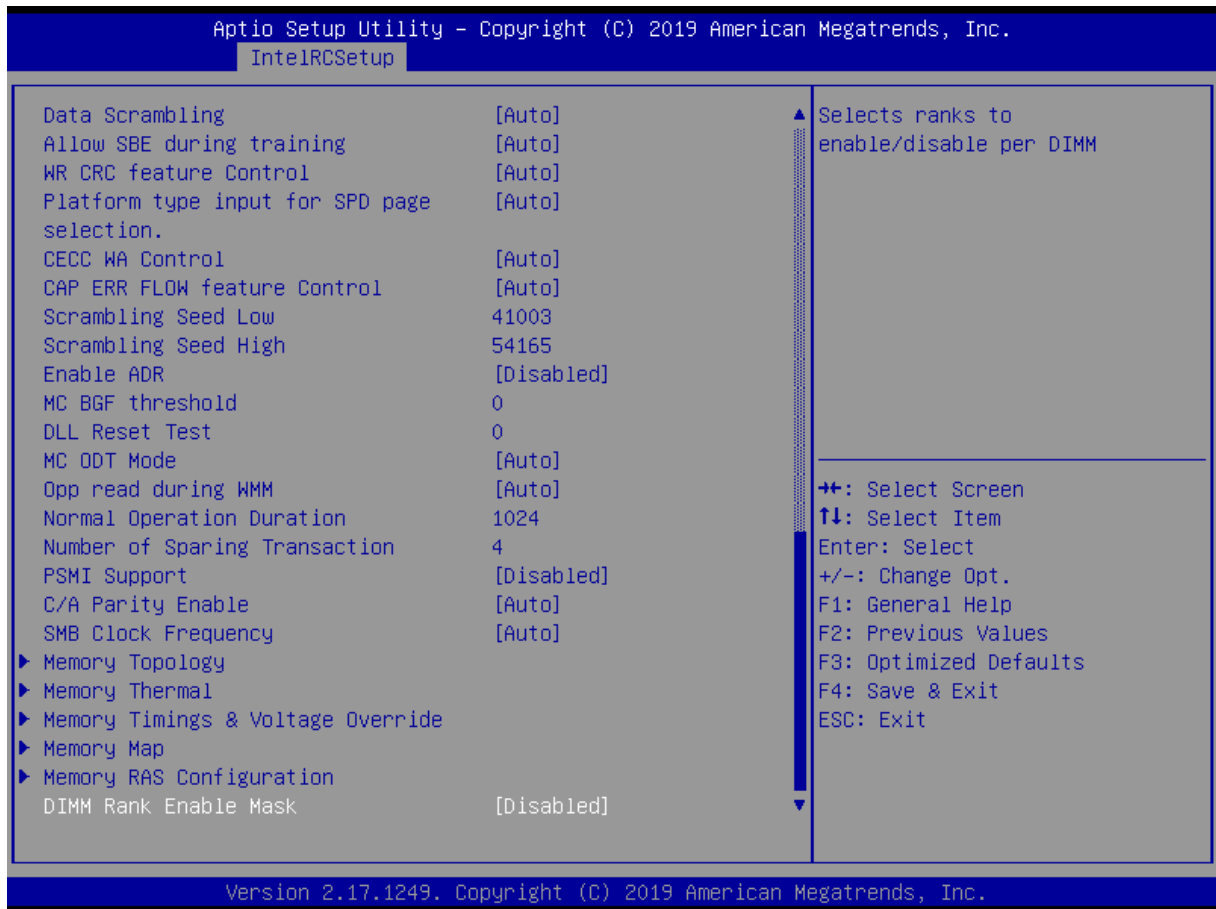 Aptio Setup Utility – Copyright (C) 2019 American Megatrends, Inc.
IntelRCSetup
Data Scrambling [Auto]
Allow SBE during training [Auto]
WR CRC feature Control [Auto]
Platform type input for SPD page [Auto]
selection.
CECC WA Control [Auto]
CAP ERR FLOW feature Control [Auto]
Scrambling Seed Low 41003
Scrambling Seed High 54165
Enable ADR [Disabled]
MC BGF threshold 0
DLL Reset Test 0
MC ODT Mode [Auto]
Opp read during WMM [Auto]
Normal Operation Duration 1024
Number of Sparing Transaction 4
PSMI Support [Disabled]
C/A Parity Enable [Auto]
SMB Clock Frequency [Auto]
Memory Topology
Memory Thermal
Memory Timings & Voltage Override
Memory Map
Memory RAS Configuration
DIMM Rank Enable Mask [Disabled]
Selects ranks to
enable/disable per DIMM
→←: Select Screen
↑↓: Select Item
Enter: Select
+/-: Change Opt.
F1: General Help
F2: Previous Values
F3: Optimized Defaults
F4: Save & Exit
ESC: Exit
Version 2.17.1249. Copyright (C) 2019 American Megatrends, Inc.